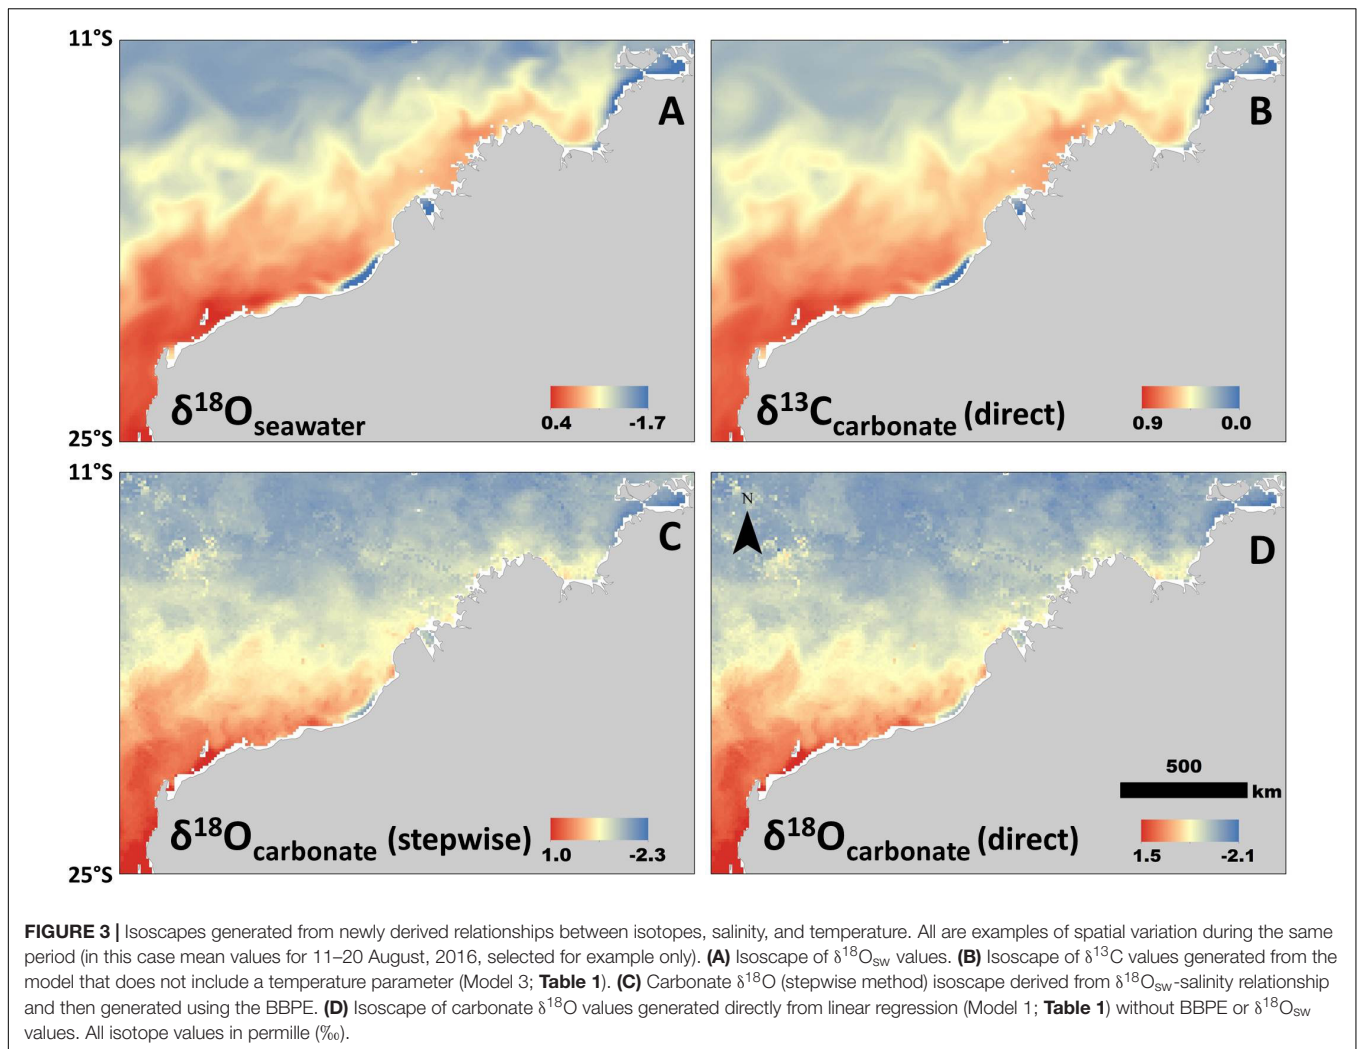 11°S
A
B
δ18Oseawater
0.4 -1.7
δ13Ccarbonate (direct)
0.9 0.0
25°S
11°S
C
N
D
500
km
δ18Ocarbonate (stepwise)
1.0 -2.3
δ18Ocarbonate (direct)
1.5 -2.1
25°S
FIGURE 3 | Isoscapes generated from newly derived relationships between isotopes, salinity, and temperature. All are examples of spatial variation during the same
period (in this case mean values for 11–20 August, 2016, selected for example only). (A) Isoscape of δ18Osw values. (B) Isoscape of δ13C values generated from the
model that does not include a temperature parameter (Model 3; Table 1). (C) Carbonate δ18O (stepwise method) isoscape derived from δ18Osw-salinity relationship
and then generated using the BBPE. (D) Isoscape of carbonate δ18O values generated directly from linear regression (Model 1; Table 1) without BBPE or δ18Osw
values. All isotope values in permille (‰).